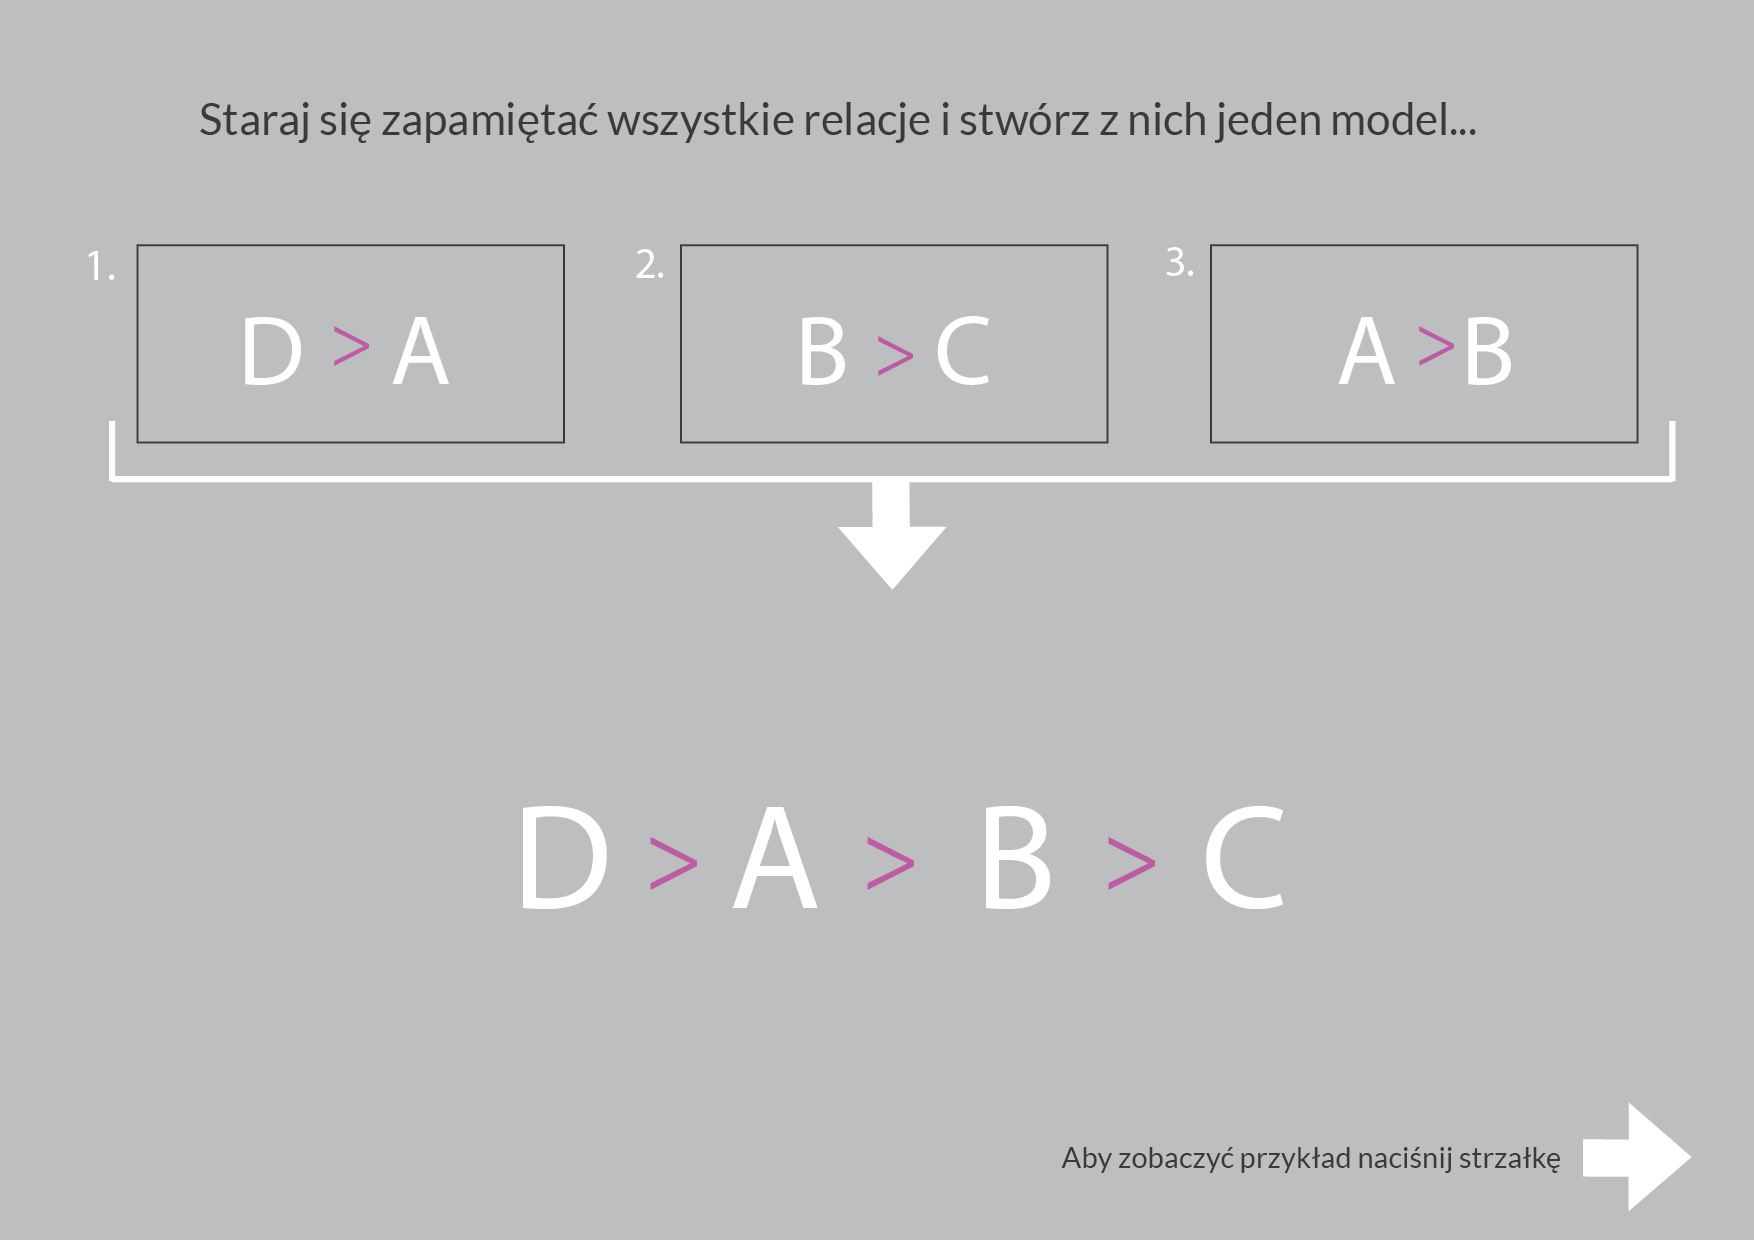 Staraj się zapamiętać wszystkie relacje i stwórz z nich jeden model...
1. D > A
2. B > C
3. A > B
D > A > B > C
Aby zobaczyć przykład naciśnij strzałkę